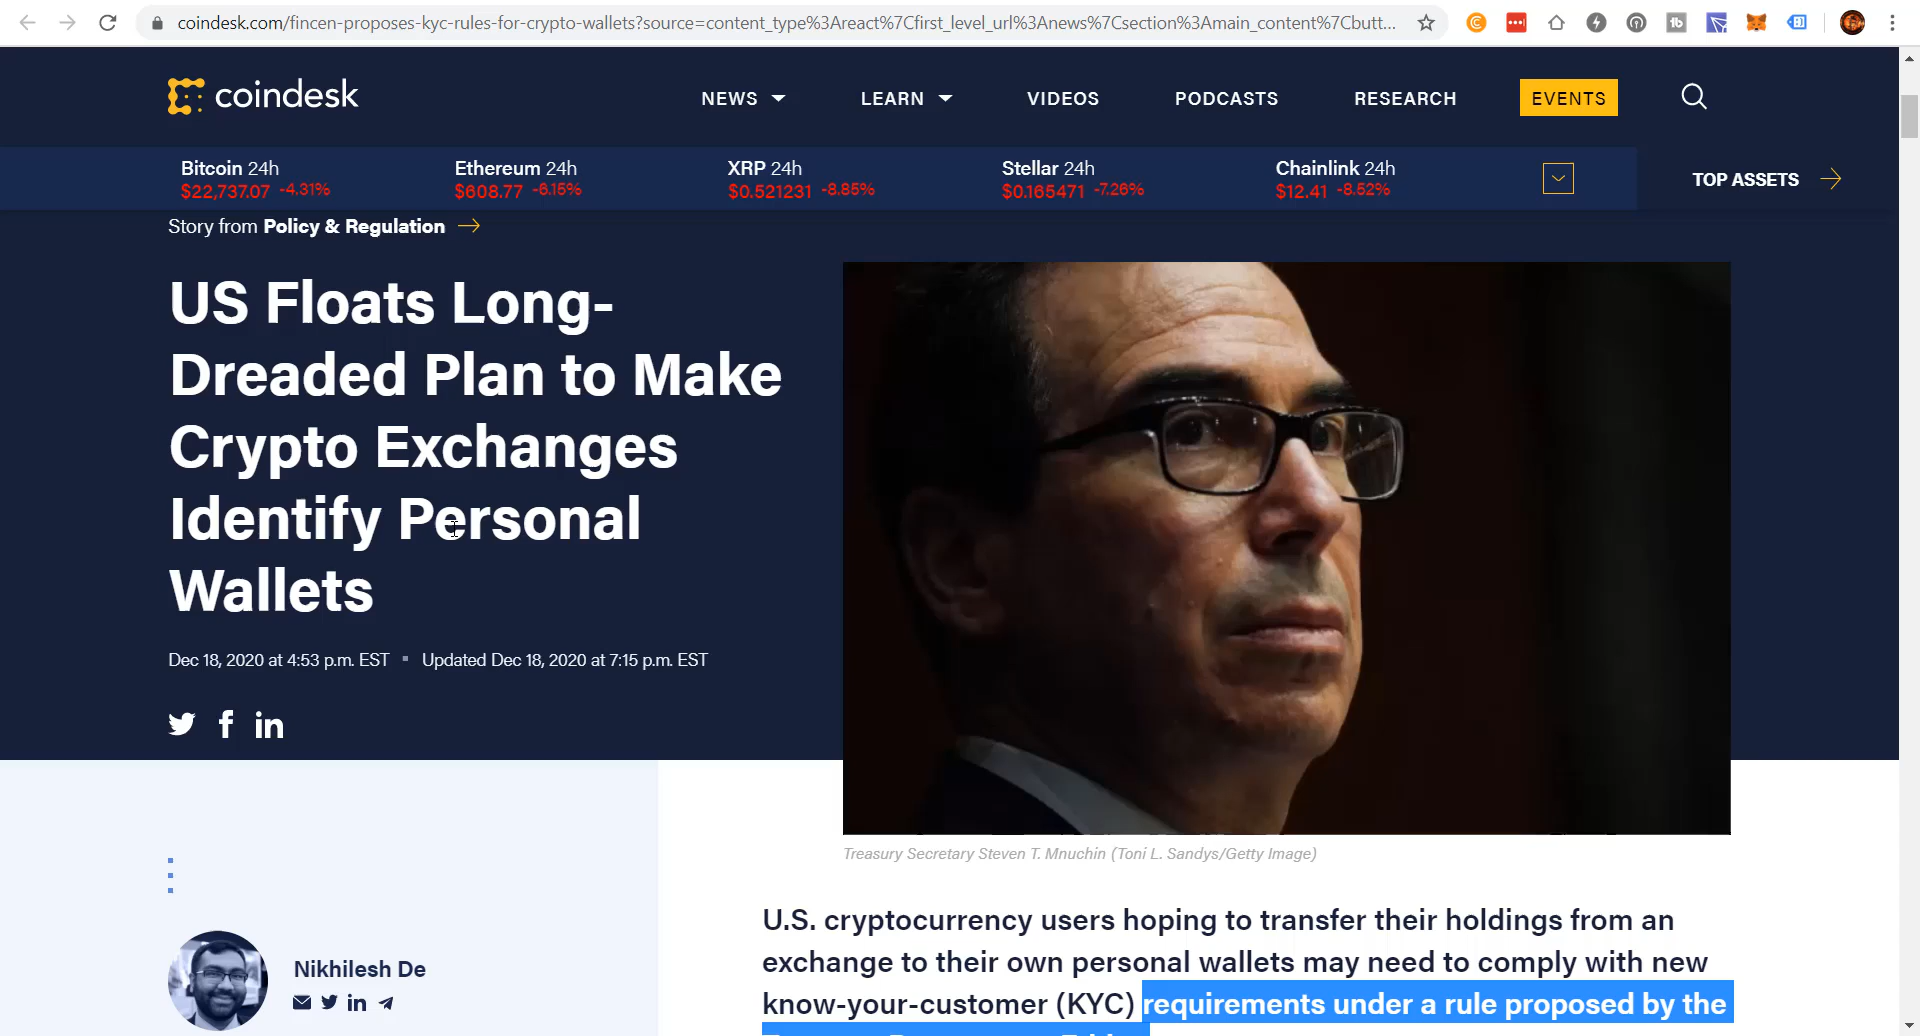 coindesk.com/fincen-proposes-kyc-rules-for-crypto-wallets?source=content_type%3Areact%7Cfirst_level_url%3Anews%7Csection%3Amain_content%7Cbutt...
coindesk
NEWS
LEARN
VIDEOS
PODCASTS
RESEARCH
EVENTS
Bitcoin 24h
$22,737.07 -4.31%
Ethereum 24h
$608.77 -6.15%
XRP 24h
$0.521231 -8.85%
Stellar 24h
$0.165471 -7.26%
Chainlink 24h
$12.41 -8.52%
TOP ASSETS
Story from Policy & Regulation
US Floats Long-
Dreaded Plan to Make
Crypto Exchanges
Identify Personal
Wallets
Dec 18, 2020 at 4:53 p.m. EST ▪ Updated Dec 18, 2020 at 7:15 p.m. EST
Treasury Secretary Steven T. Mnuchin (Toni L. Sandys/Getty Image)
Nikhilesh De
U.S. cryptocurrency users hoping to transfer their holdings from an
exchange to their own personal wallets may need to comply with new
know-your-customer (KYC) requirements under a rule proposed by the